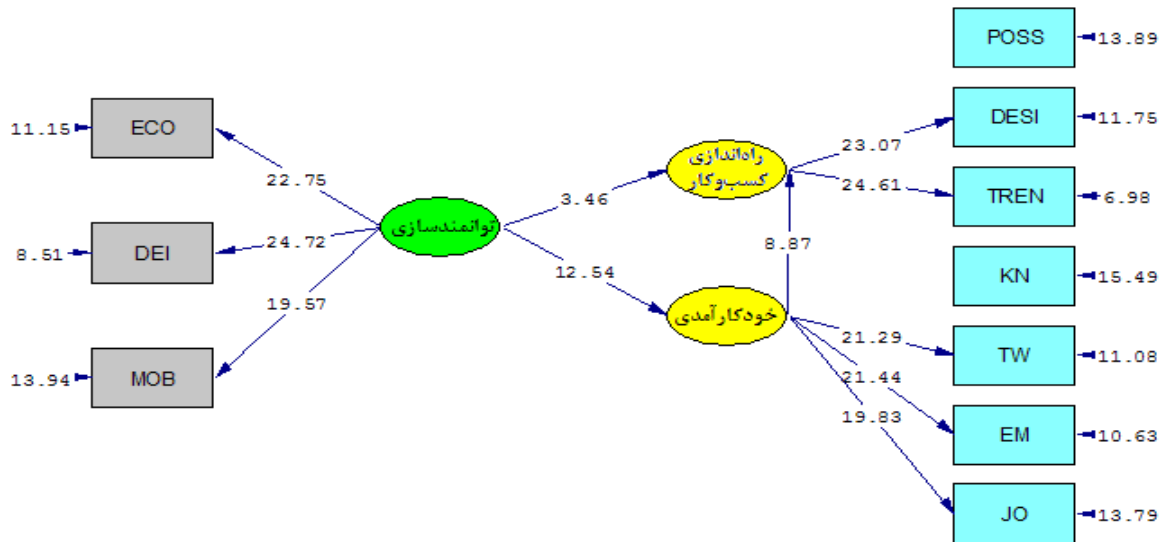 POSS
13.89
11.15
ECO
DESI
11.75
22.75
23.07
راه‌اندازی
کسب‌وکار
24.61
TREN
6.98
3.46
توانمندسازی
8.51
DEI
24.72
8.87
12.54
KN
15.49
19.57
خودکارآمدی
21.29
TW
11.08
13.94
MOB
21.44
19.83
EM
10.63
JO
13.79